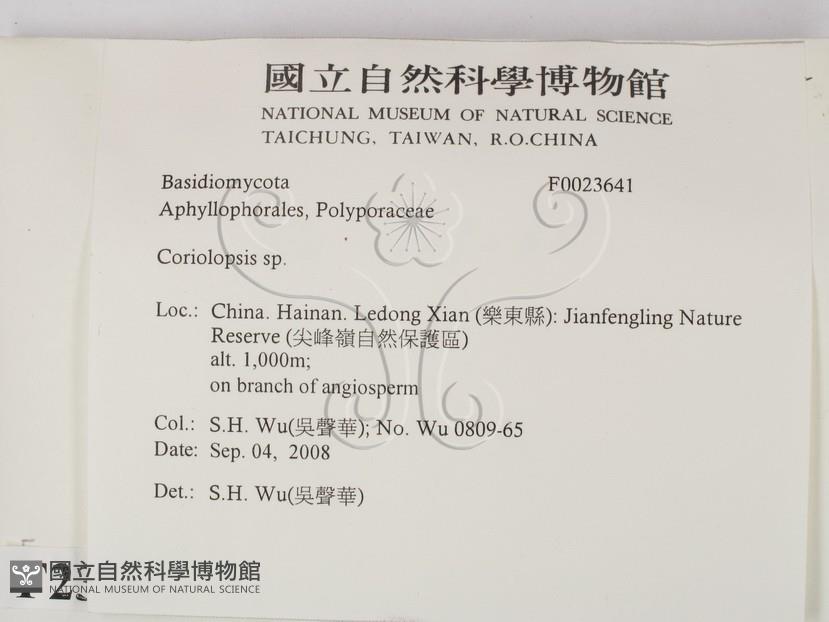 國立自然科學博物館
NATIONAL MUSEUM OF NATURAL SCIENCE
TAICHUNG, TAIWAN, R.O.CHINA
Basidiomycota F0023641
Aphyllophorales, Polyporaceae
Coriolopsis sp.
Loc.: China. Hainan. Ledong Xian (樂東縣): Jianfengling Nature
Reserve (尖峰嶺自然保護區)
alt. 1,000m;
on branch of angiosperm
Col.: S.H. Wu(吳聲華); No. Wu 0809-65
Date: Sep. 04, 2008
Det.: S.H. Wu(吳聲華)
國立自然科學博物館
NATIONAL MUSEUM OF NATURAL SCIENCE